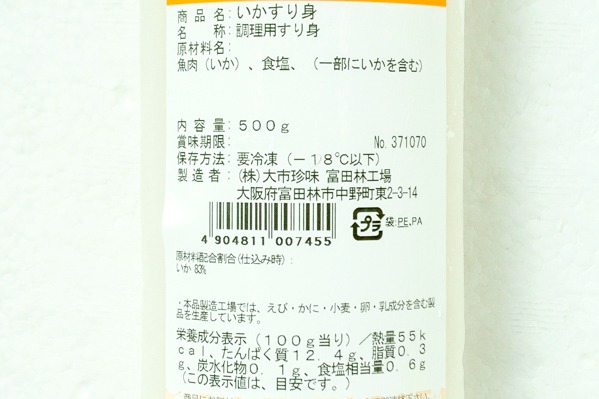 商品名：いかすり身
名　　称：調理用すり身
原材料名：
魚肉（いか）、食塩、（一部にいかを含む）
内容量：５００ｇ
賞味期限：　　　　No. 371070
保存方法：要冷凍（－１８℃以下）
製造者：（株）大市珍味 富田林工場
大阪府富田林市中野町東2-3-14
プラ 袋:PE,PA
4 904811 007455
原材料配合割合(仕込み時)：
いか 83%
・本品製造工場では、えび・かに・小麦・卵・乳成分を含む製
品を生産しています。
栄養成分表示（１００ｇ当り）／熱量５５ｋ
ｃａｌ、たんぱく質１２．４ｇ、脂質０．３
ｇ、炭水化物０．１ｇ、食塩相当量０．６ｇ
（この表示値は、目安です。）